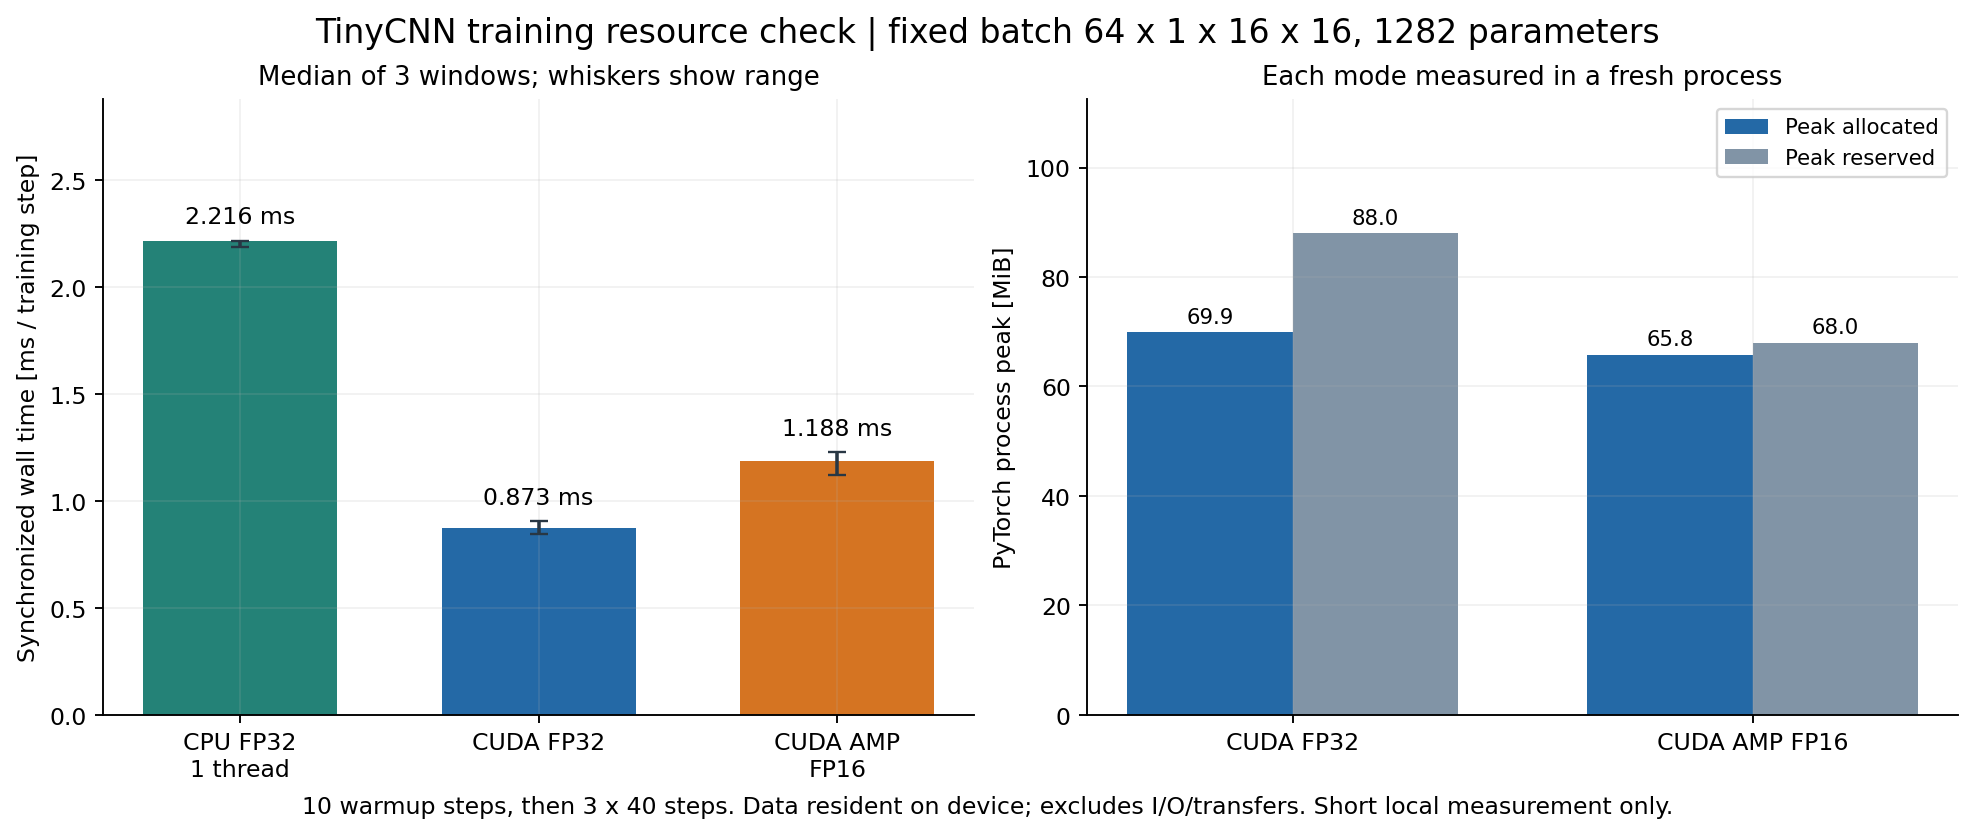 TinyCNN training resource check | fixed batch 64 x 1 x 16 x 16, 1282 parameters
Median of 3 windows; whiskers show range
Synchronized wall time [ms / training step]
2.5
2.0
1.5
1.0
0.5
0.0
2.216 ms
0.873 ms
1.188 ms
CPU FP32
1 thread
CUDA FP32
CUDA AMP
FP16
Each mode measured in a fresh process
PyTorch process peak [MiB]
100
80
60
40
20
0
Peak allocated
Peak reserved
69.9
88.0
65.8
68.0
CUDA FP32
CUDA AMP FP16
10 warmup steps, then 3 x 40 steps. Data resident on device; excludes I/O/transfers. Short local measurement only.